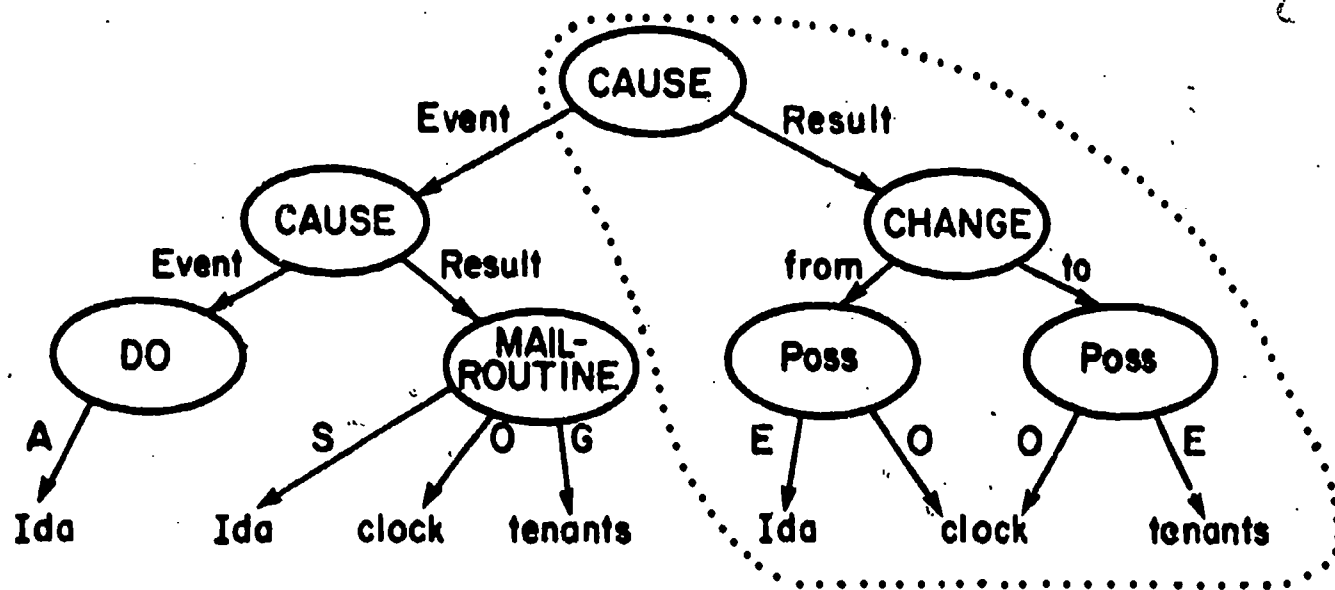 CAUSE
Event Result
CAUSE CHANGE
Event Result from to
DO MAIL- Poss Poss
ROUTINE
A S O G E O O E
Ida Ida clock tenants Ida clock tenants